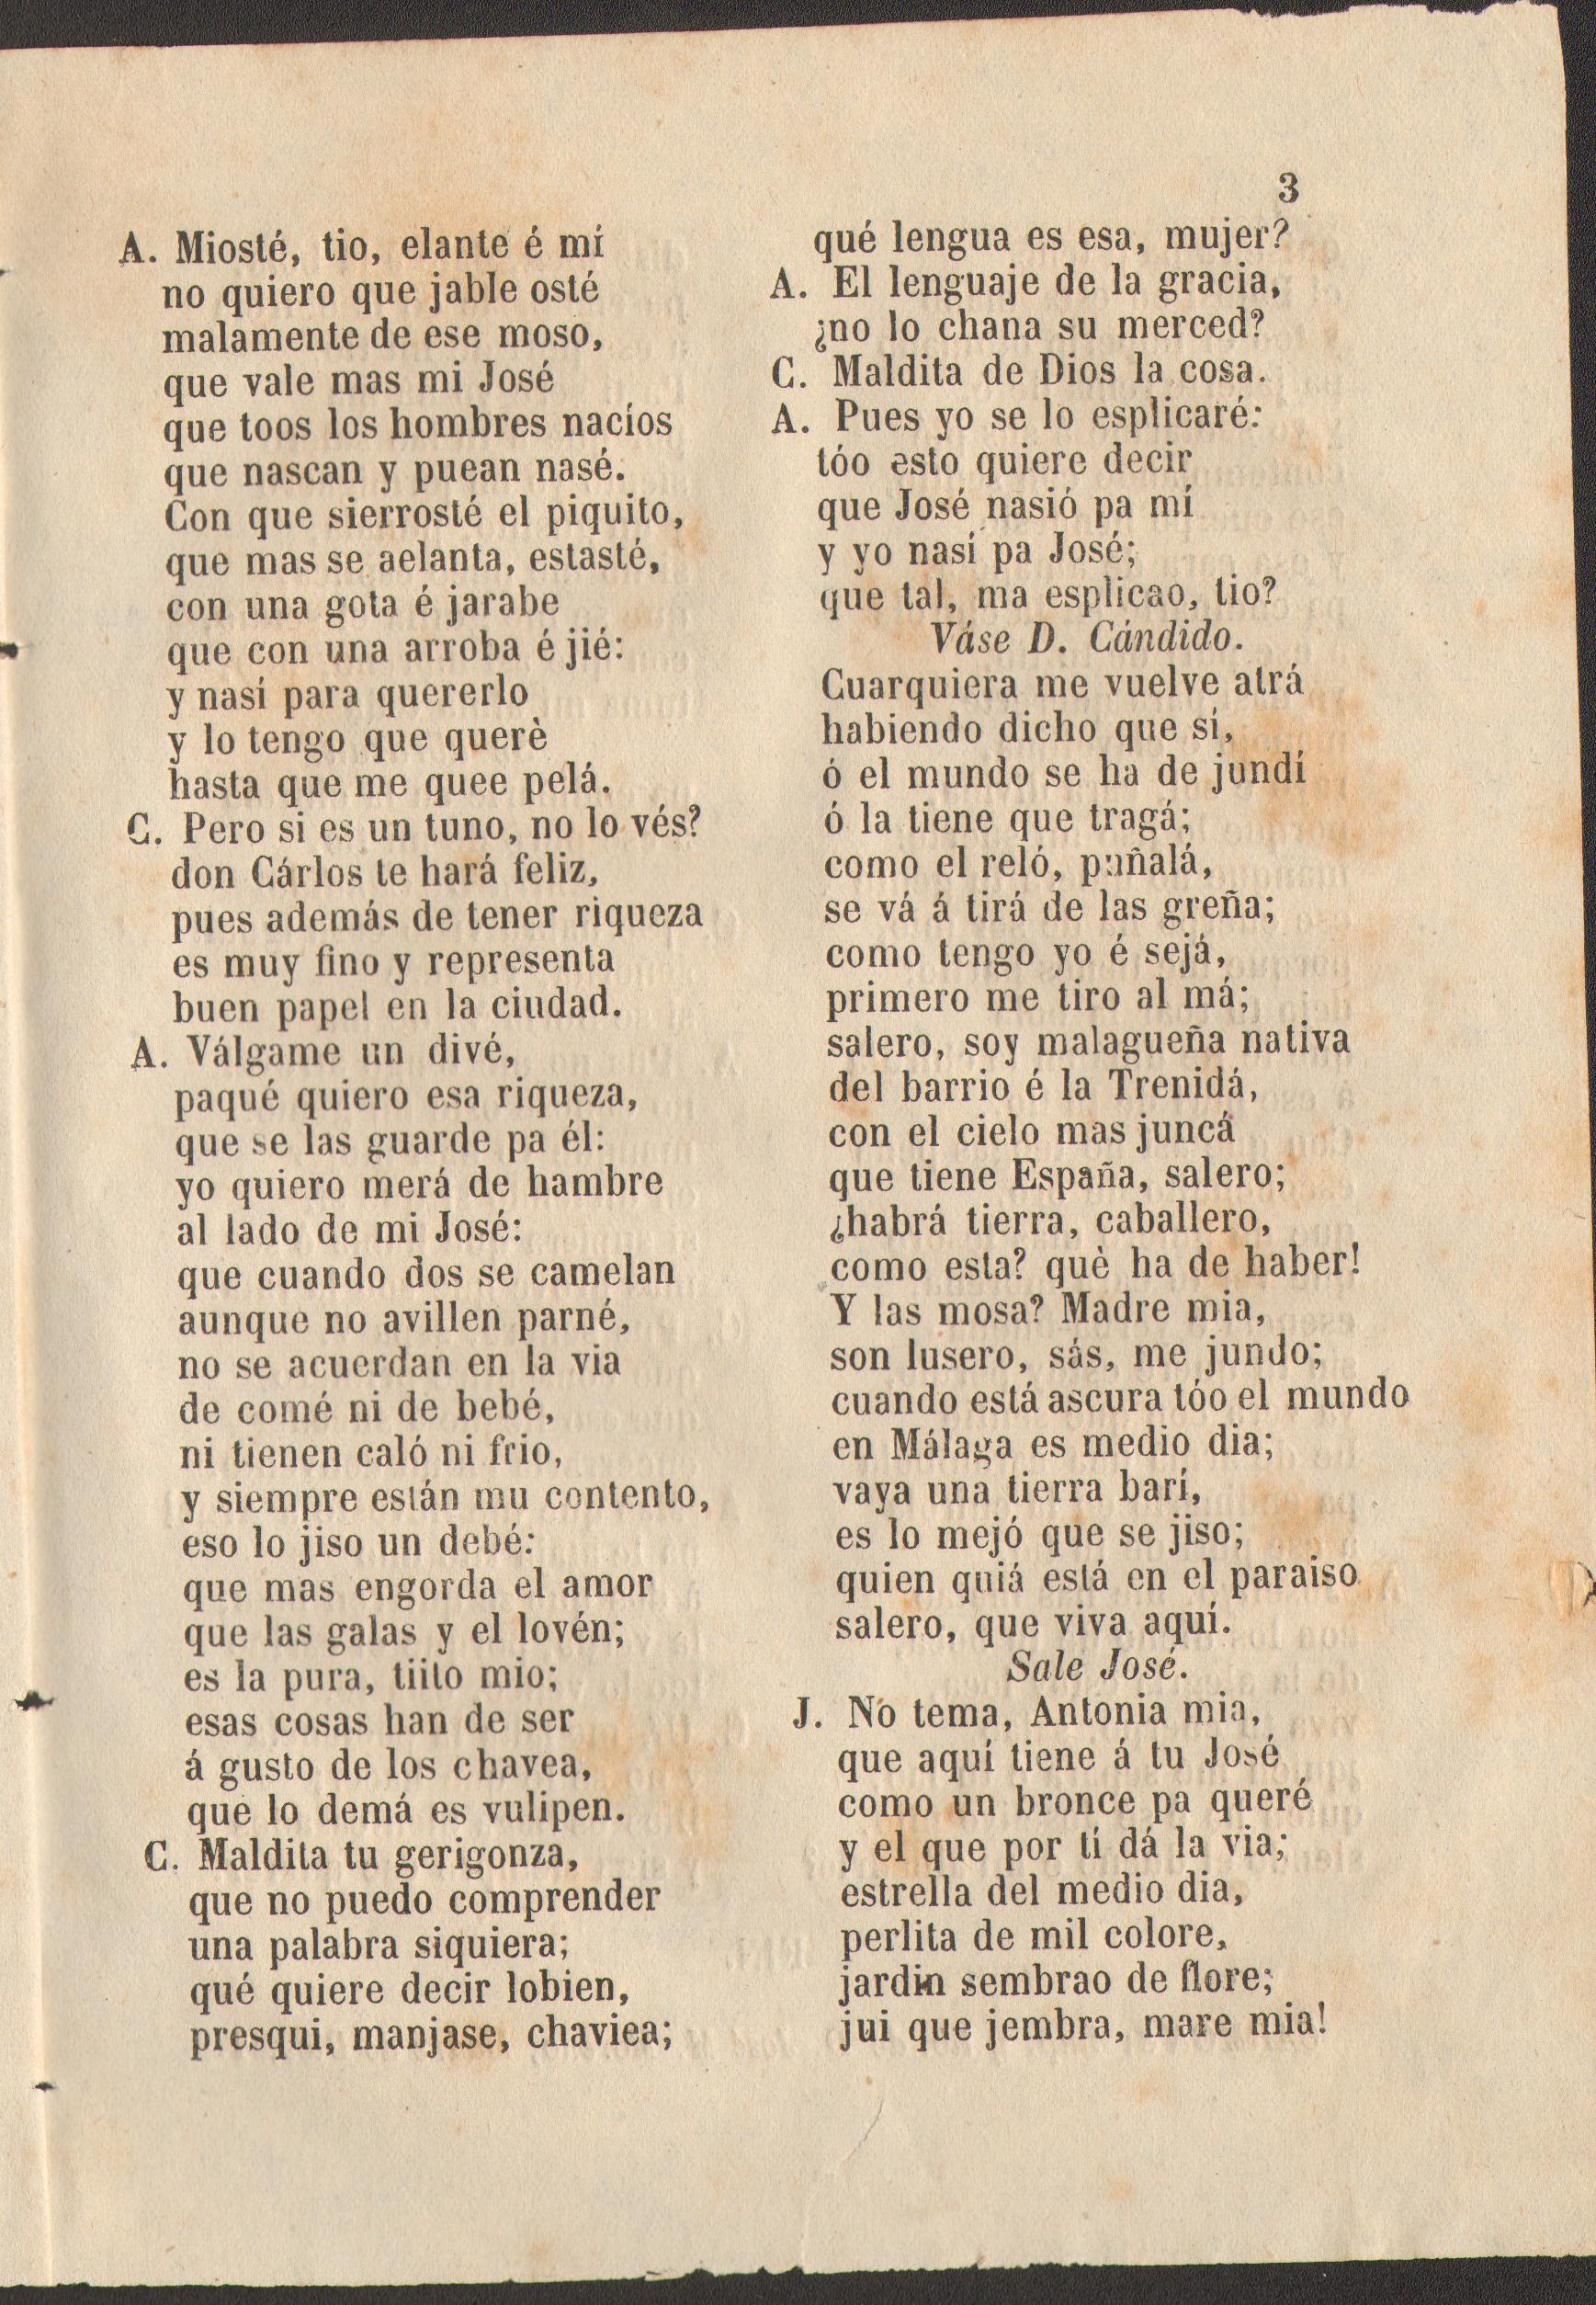 3
A. Miosté, tio, elante é mí
no quiero que jable osté
malamente de ese moso,
que vale mas mi José
que toos los hombres nacíos
que nascan y puean nasé.
Con que sierrosté el piquito,
que mas se aelanta, estasté,
con una gota é jarabe
que con una arroba é jié:
y nasí para quererlo
y lo tengo que querè
hasta que me quee pelá.
C. Pero si es un tuno, no lo vés?
don Cárlos te hará feliz,
pues además de tener riqueza
es muy fino y representa
buen papel en la ciudad.
A. Válgame un divé,
paqué quiero esa riqueza,
que se las guarde pa él:
yo quiero merá de hambre
al lado de mi José:
que cuando dos se camelan
aunque no avillen parné,
no se acuerdan en la via
de comé ni de bebé,
ni tienen caló ni frio,
y siempre están mu contento,
eso lo jiso un debé:
que mas engorda el amor
que las galas y el lovén;
es la pura, tiito mio;
esas cosas han de ser
á gusto de los chavea,
que lo demá es vulipen.
C. Maldita tu gerigonza,
que no puedo comprender
una palabra siquiera;
qué quiere decir lobien,
presqui, manjase, chaviea;
qué lengua es esa, mujer?
A. El lenguaje de la gracia,
¿no lo chana su merced?
C. Maldita de Dios la cosa.
A. Pues yo se lo esplicaré:
tóo esto quiere decir
que José nasió pa mí
y yo nasí pa José;
que tal, ma esplicao, tio?
Váse D. Cándido.
Cuarquiera me vuelve atrá
habiendo dicho que sí,
ó el mundo se ha de jundí
ó la tiene que tragá;
como el reló, puñalá,
se vá á tirá de las greña;
como tengo yo é sejá,
primero me tiro al má;
salero, soy malagueña nativa
del barrio é la Trenidá,
con el cielo mas juncá
que tiene España, salero;
¿habrá tierra, caballero,
como esta? què ha de haber!
Y las mosa? Madre mia,
son lusero, sás, me jundo;
cuando está ascura tóo el mundo
en Málaga es medio dia;
vaya una tierra barí,
es lo mejó que se jiso;
quien quiá está en el paraiso
salero, que viva aquí.
Sale José.
J. No tema, Antonia mia,
que aquí tiene á tu José
como un bronce pa queré
y el que por tí dá la via;
estrella del medio dia,
perlita de mil colore,
jardin sembrao de flore;
jui que jembra, mare mia!